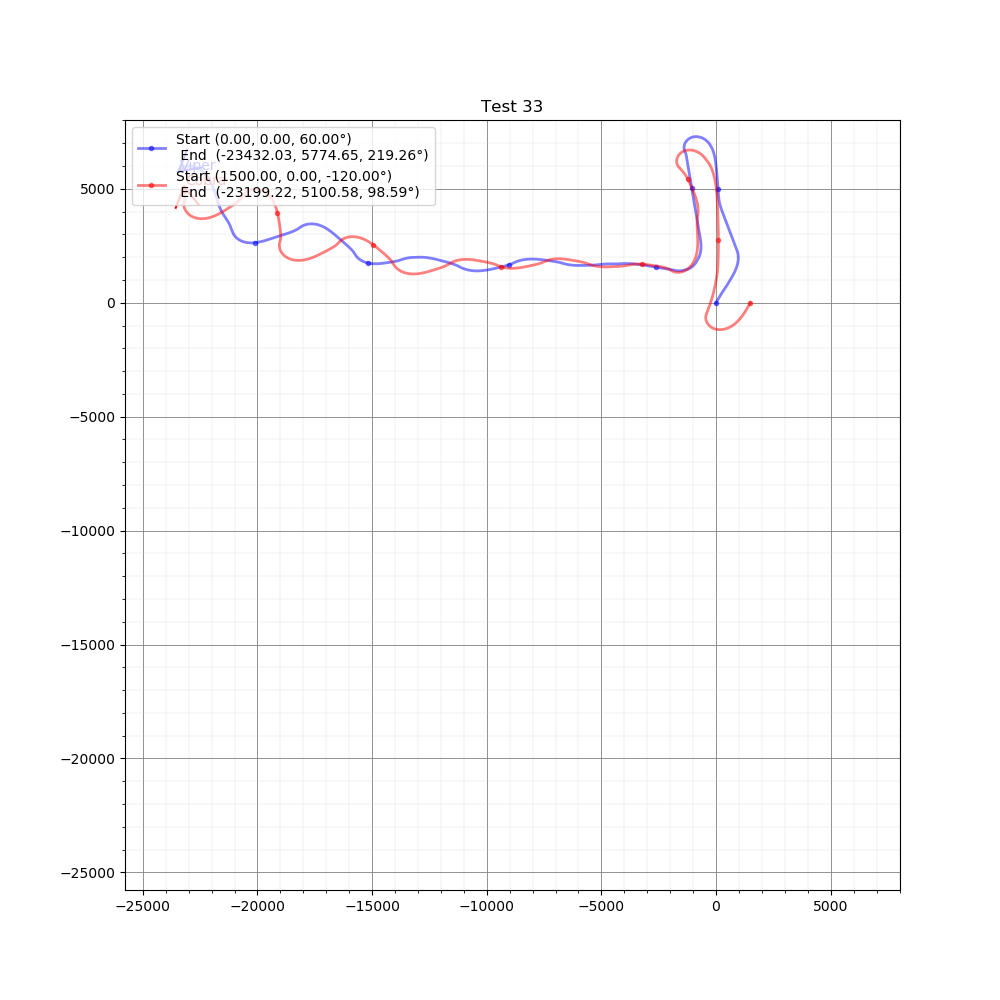 Test 33
Start (0.00, 0.00, 60.00°)
End (-23432.03, 5774.65, 219.26°)
Start (1500.00, 0.00, -120.00°)
End (-23199.22, 5100.58, 98.59°)
5000
0
−5000
−10000
−15000
−20000
−25000
−25000 −20000 −15000 −10000 −5000 0 5000